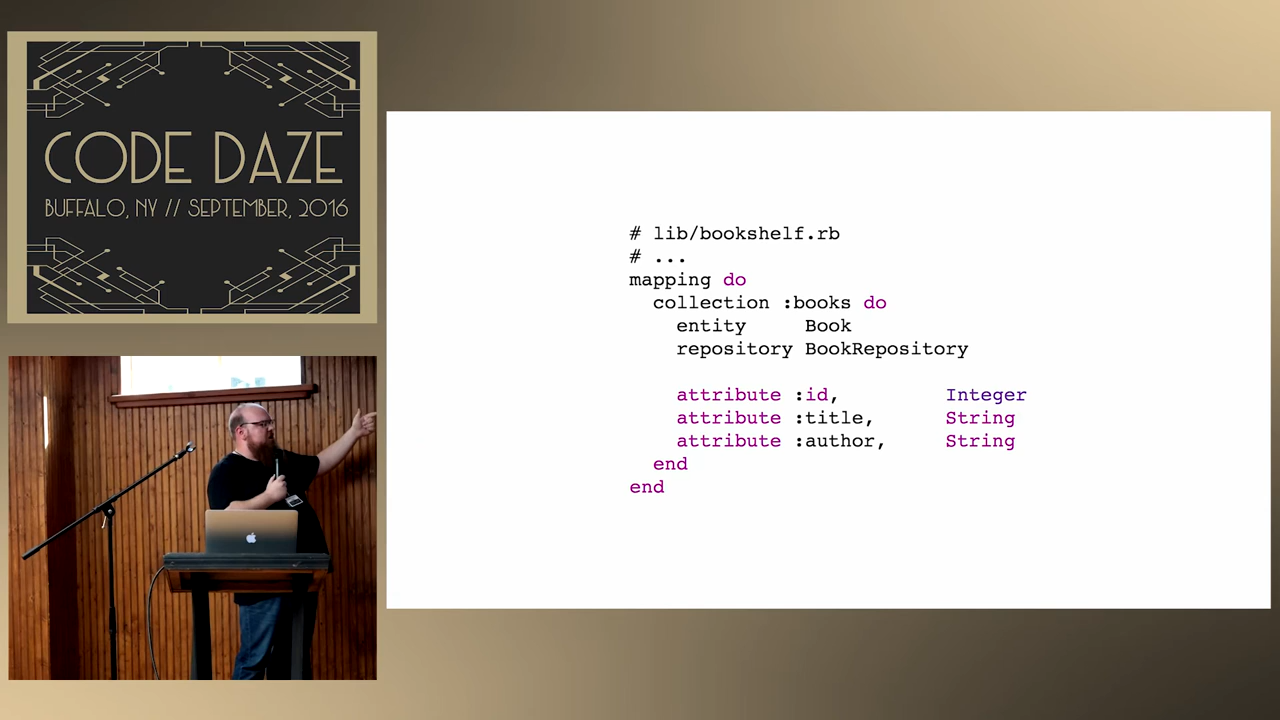 CODE DAZE
BUFFALO, NY // SEPTEMBER, 2016
# lib/bookshelf.rb
# ...
mapping do
  collection :books do
    entity     Book
    repository BookRepository

    attribute :id,         Integer
    attribute :title,      String
    attribute :author,     String
  end
end